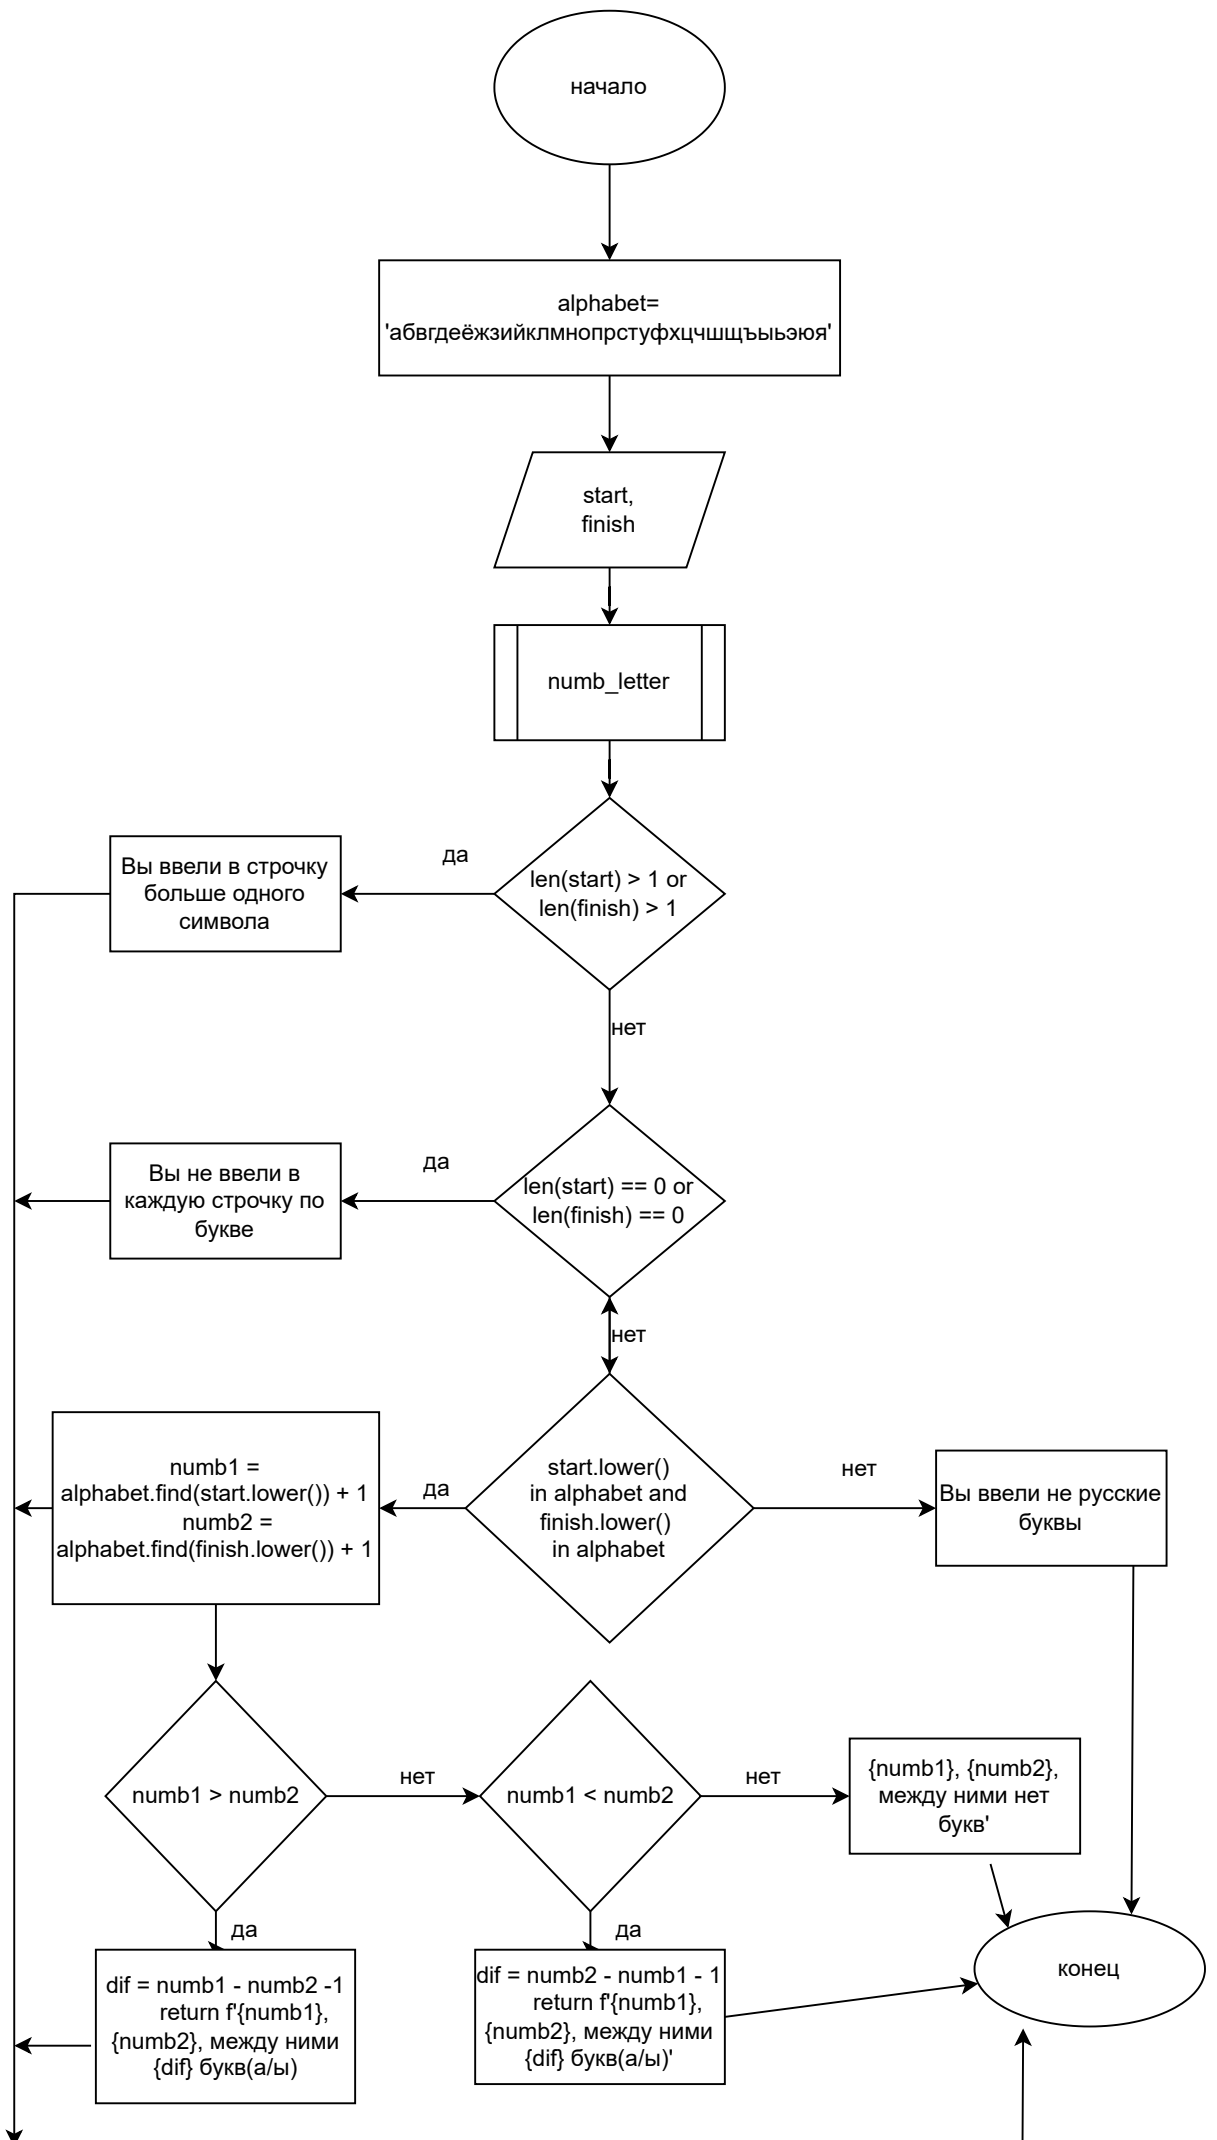 начало
alphabet=
'абвгдеёжзийклмнопрстуфхцчшщъыьэюя'
start,
finish
numb_letter
да
len(start) > 1 or
len(finish) > 1
Вы ввели в строчку
больше одного
символа
нет
да
len(start) == 0 or
len(finish) == 0
Вы не ввели в
каждую строчку по
букве
нет
start.lower()
in alphabet and
finish.lower()
in alphabet
да
numb1 =
alphabet.find(start.lower()) + 1
numb2 =
alphabet.find(finish.lower()) + 1
нет
Вы ввели не русские
буквы
numb1 > numb2
нет
numb1 < numb2
нет
{numb1}, {numb2},
между ними нет
букв'
да
dif = numb1 - numb2 -1
return f'{numb1},
{numb2}, между ними
{dif} букв(а/ы)
да
dif = numb2 - numb1 - 1
return f'{numb1},
{numb2}, между ними
{dif} букв(а/ы)'
конец